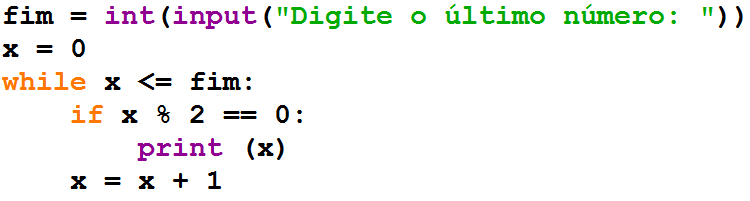 fim = int(input("Digite o último número: "))
x = 0
while x <= fim:
    if x % 2 == 0:
        print (x)
    x = x + 1